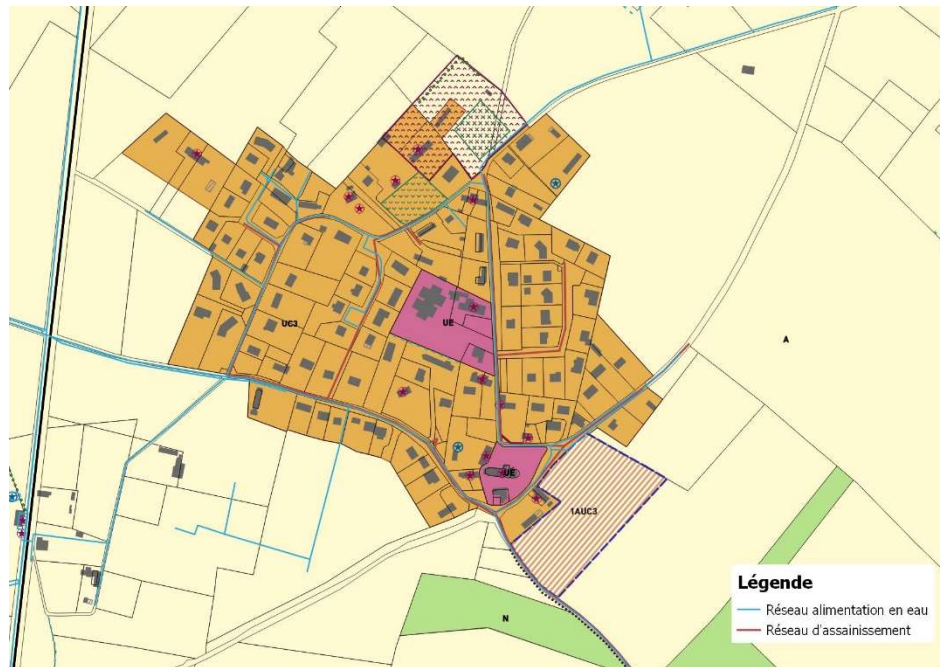 UC3
UE
A
UE
1AUC3
N
Légende
Réseau alimentation en eau
Réseau d'assainissement